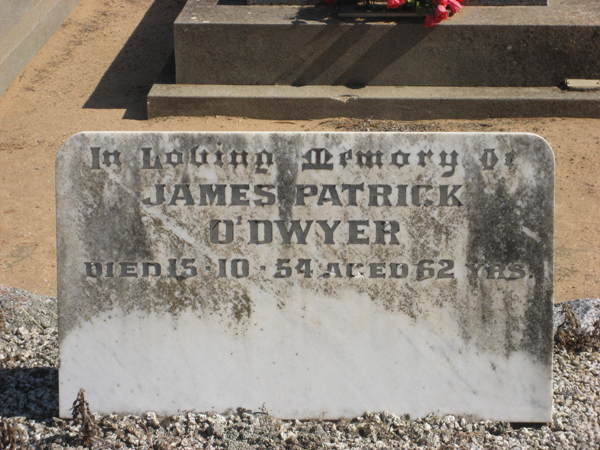 In Loving Memory Of
JAMES PATRICK
O'DWYER
DIED 15·10·54 AGED 62 YRS.